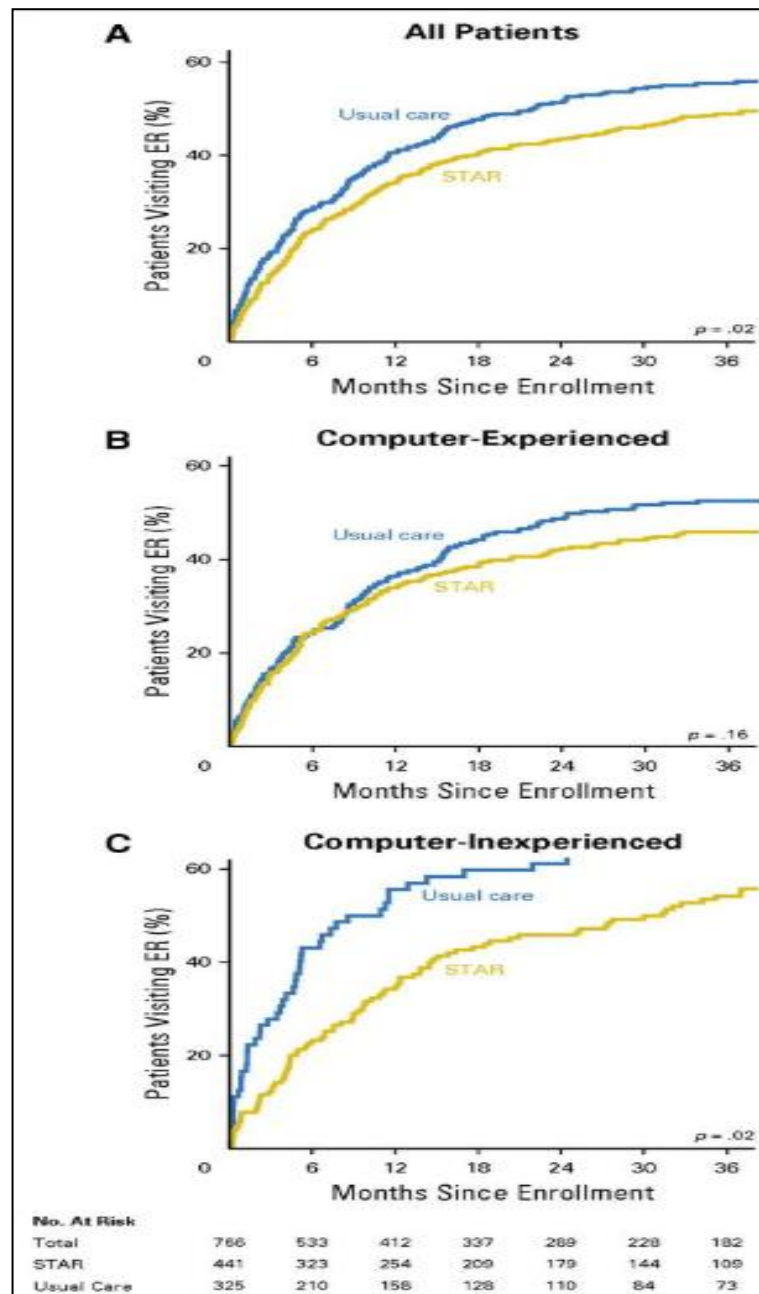 A All Patients
60
40
20
0
Patients Visiting ER (%)
Usual care
STAR
p = .02
6 12 18 24 30 36
Months Since Enrollment
B Computer-Experienced
60
40
20
0
Patients Visiting ER (%)
Usual care
STAR
p = .16
6 12 18 24 30 36
Months Since Enrollment
C Computer-Inexperienced
60
40
20
0
Patients Visiting ER (%)
Usual care
STAR
p = .02
6 12 18 24 30 36
Months Since Enrollment
No. At Risk
Total 766 533 412 337 289 228 182
STAR 441 323 254 209 179 144 109
Usual Care 325 210 158 128 110 84 73